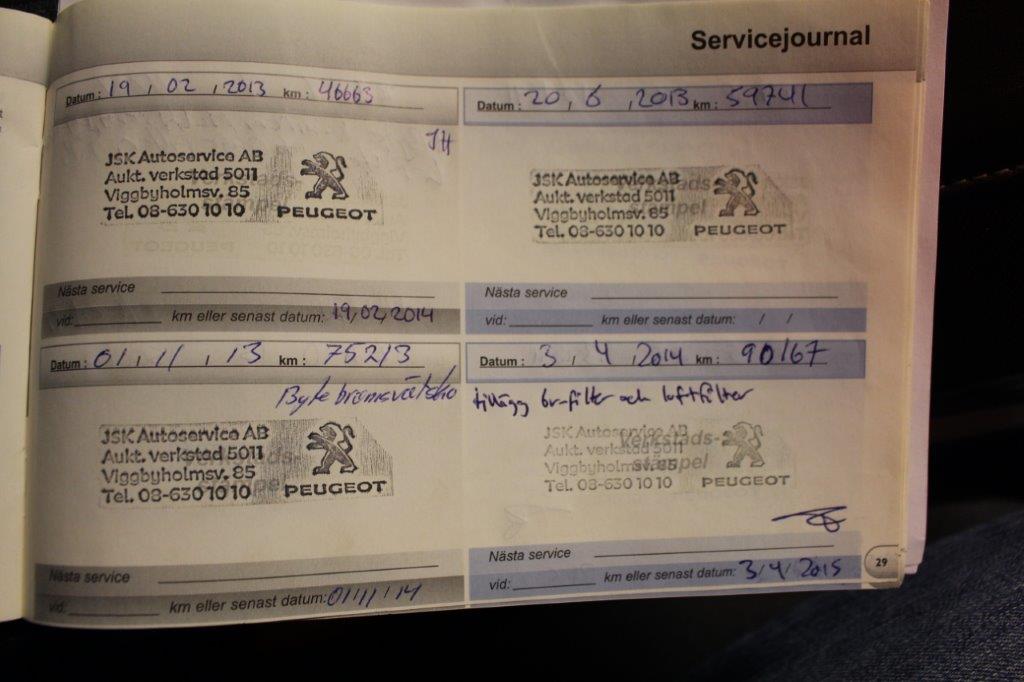 Servicejournal
Datum : 19 , 02 , 2013 km : 46663
JH
JSK Autoservice AB
Aukt. verkstad 5011
Viggbyholmsv. 85
Tel. 08-630 10 10
PEUGEOT
Nästa service
vid: km eller senast datum: 19,02,2014
Datum : 20 , 6 , 2013 km : 59741
JSK Autoservice AB
Aukt. verkstad 5011
Viggbyholmsv. 85
Tel. 08-630 10 10
PEUGEOT
Nästa service
vid: km eller senast datum: / /
Datum : 01 , 11 , 13 km : 75213
Byte bromsvätska
JSK Autoservice AB
Aukt. verkstad 5011
Viggbyholmsv. 85
Tel. 08-630 10 10
PEUGEOT
Nästa service
vid: km eller senast datum: 01/11/14
Datum : 3 , 4 , 2014 km : 90167
tillägg br-filter och luftfilter
Verkstads-
stämpel
JSK Autoservice AB
Aukt. verkstad 5011
Viggbyholmsv. 85
Tel. 08-630 10 10
PEUGEOT
Nästa service
vid: km eller senast datum: 3/4/ 2015
29